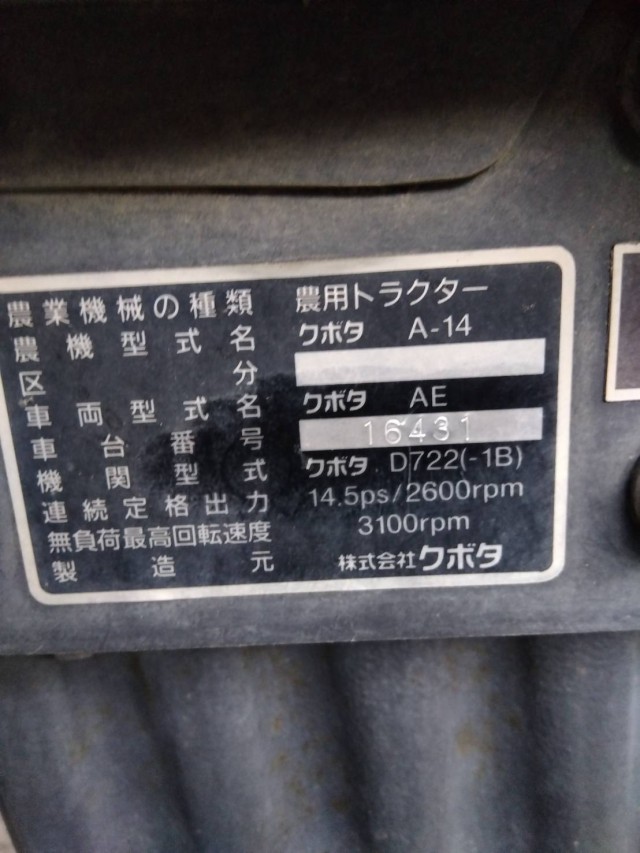 農業機械の種類 農用トラクター
農機型式名 クボタ A-14
区分
車両型式名 クボタ AE
車台番号 16431
機関型式 クボタ D722(-1B)
連続定格出力 14.5ps/2600rpm
無負荷最高回転速度 3100rpm
製造元 株式会社クボタ